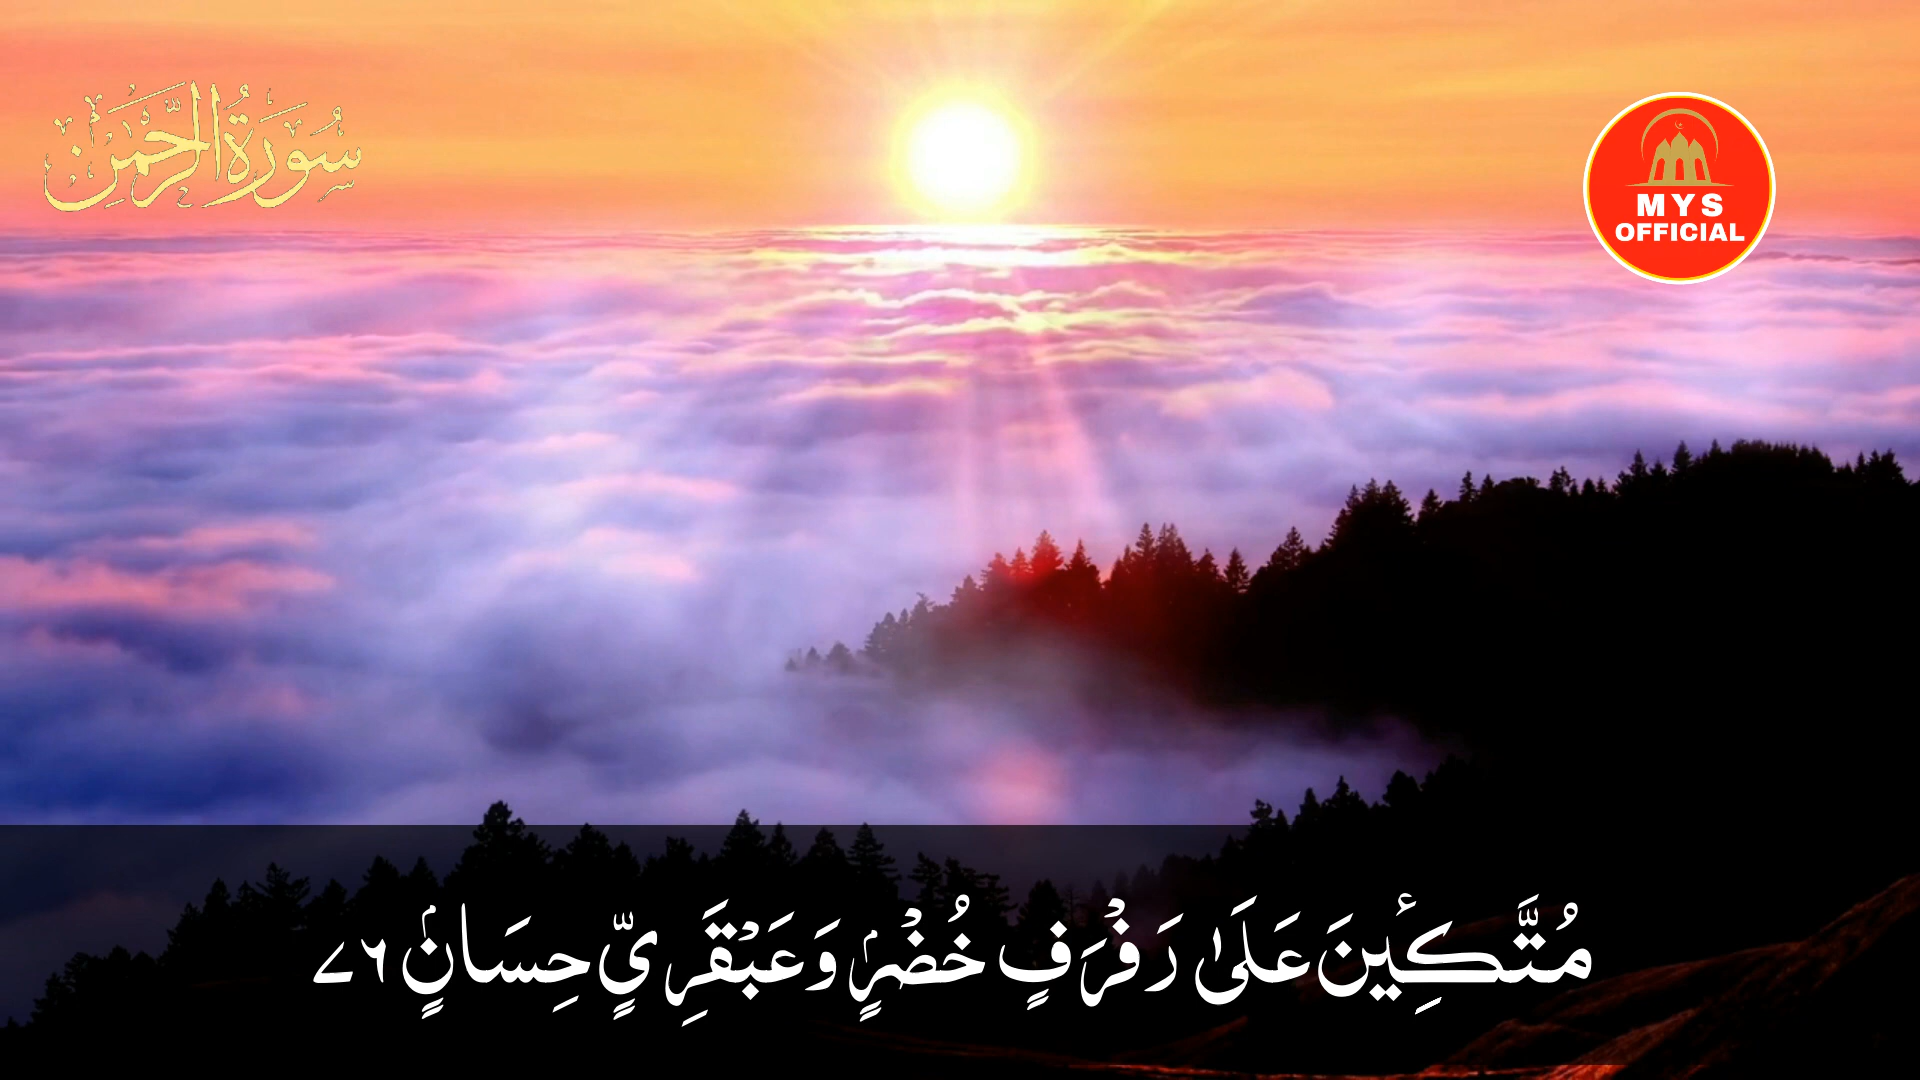 سُورَةُ الرَّحْمَٰنِ
MYS
OFFICIAL
مُتَّكِـِٔينَ عَلَىٰ رَفْرَفٍ خُضْرٍۢ وَعَبْقَرِىٍّ حِسَانٍۢ ٧٦